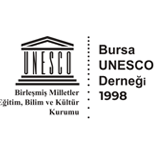 UNESCO
Birleşmiş Milletler
Eğitim, Bilim ve Kültür
Kurumu
Bursa
UNESCO
Derneği
1998